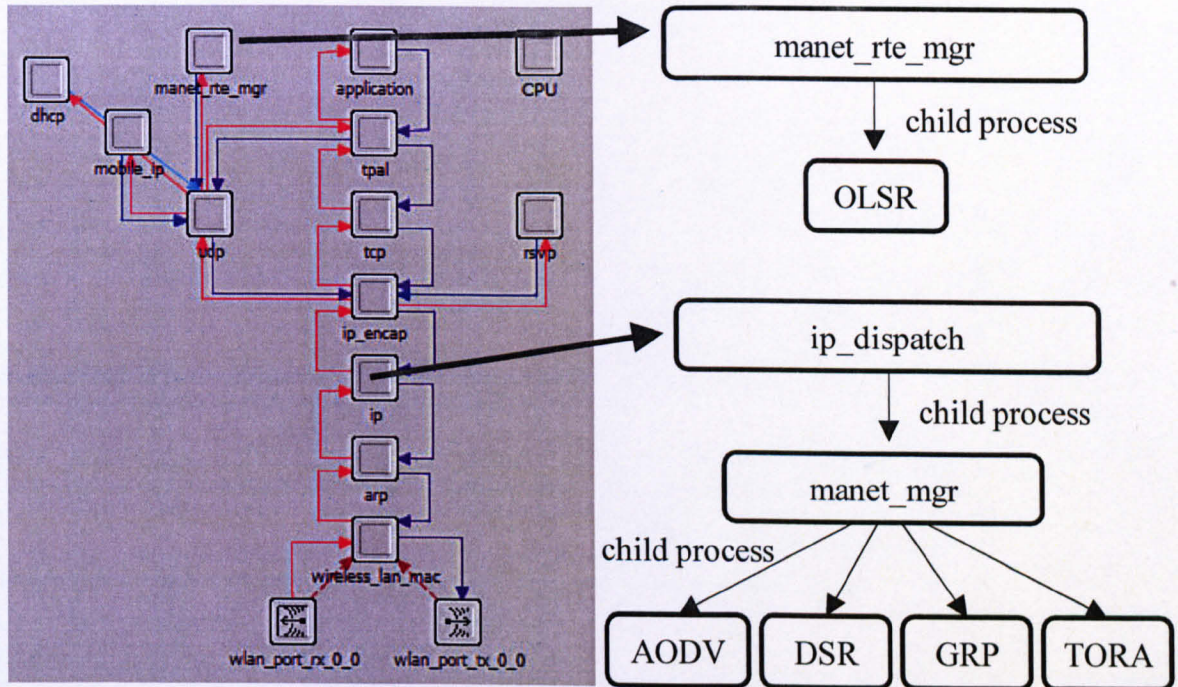 manet_rte_mgr
application
CPU
dhcp
mobile_ip
tpal
udp
tcp
rsvp
ip_encap
ip
arp
wireless_lan_mac
wlan_port_rx_0_0
wlan_port_tx_0_0
manet_rte_mgr
child process
OLSR
ip_dispatch
child process
manet_mgr
child process
AODV
DSR
GRP
TORA